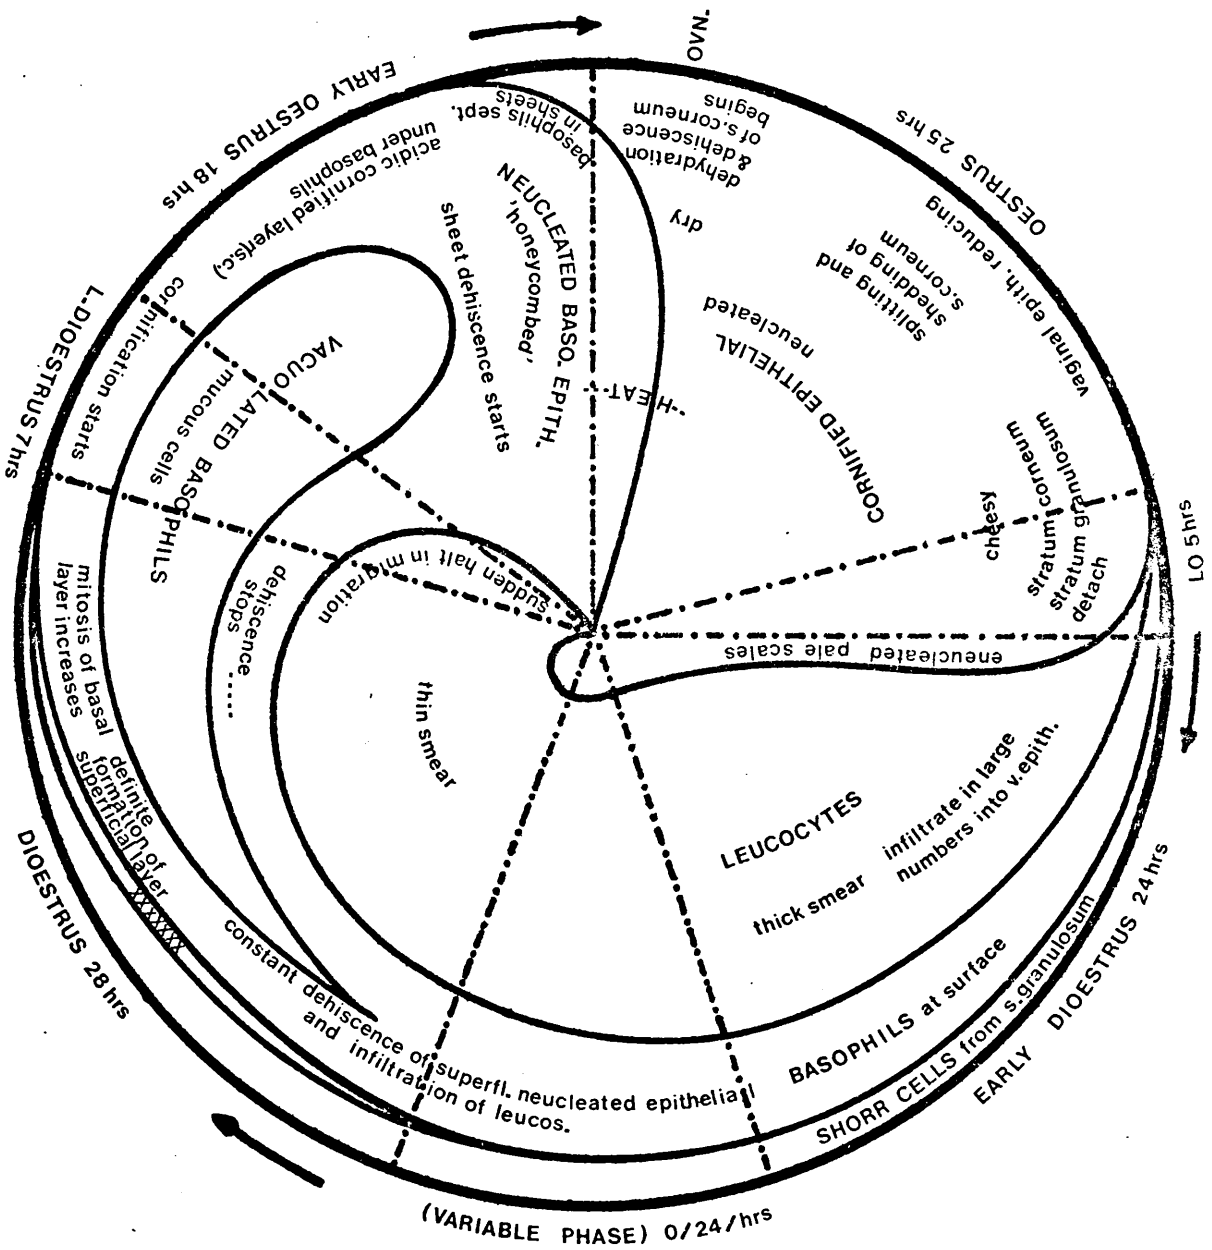 OVN.
OESTRUS 25 hrs
LO 5 hrs
EARLY DIOESTRUS 24 hrs
(VARIABLE PHASE) 0/24/hrs
DIOESTRUS 28 hrs
L. DIOESTRUS 7 hrs
EARLY OESTRUS 18 hrs
dehydration
& dehiscence
of s. corneum
begins
dry
splitting and
shedding of
s. corneum
vaginal epith. reducing
neucleated
CORNIFIED EPITHELIAL
"HEAT"
cheesy
stratum corneum
stratum granulosum
detach
eneucleated pale scales
LEUCOCYTES
infiltrate in large
numbers into v. epith.
thick smear
BASOPHILS at surface
SHORR CELLS from s. granulosum
constant dehiscence of superfl. neucleated epithelial
and infiltration of leucos.
thin smear
definite
formation of
superficial layer
mitosis of basal
layer increases
dehiscence
stops ......
sudden halt in migration
cornification starts
mucous cells
VACUOLATED BASOPHILS
acidic cornified layer(s.c.)
under basophils
basophils sept.
in sheets
NEUCLEATED BASO. EPITH.
'honeycombed'
sheet dehiscence starts